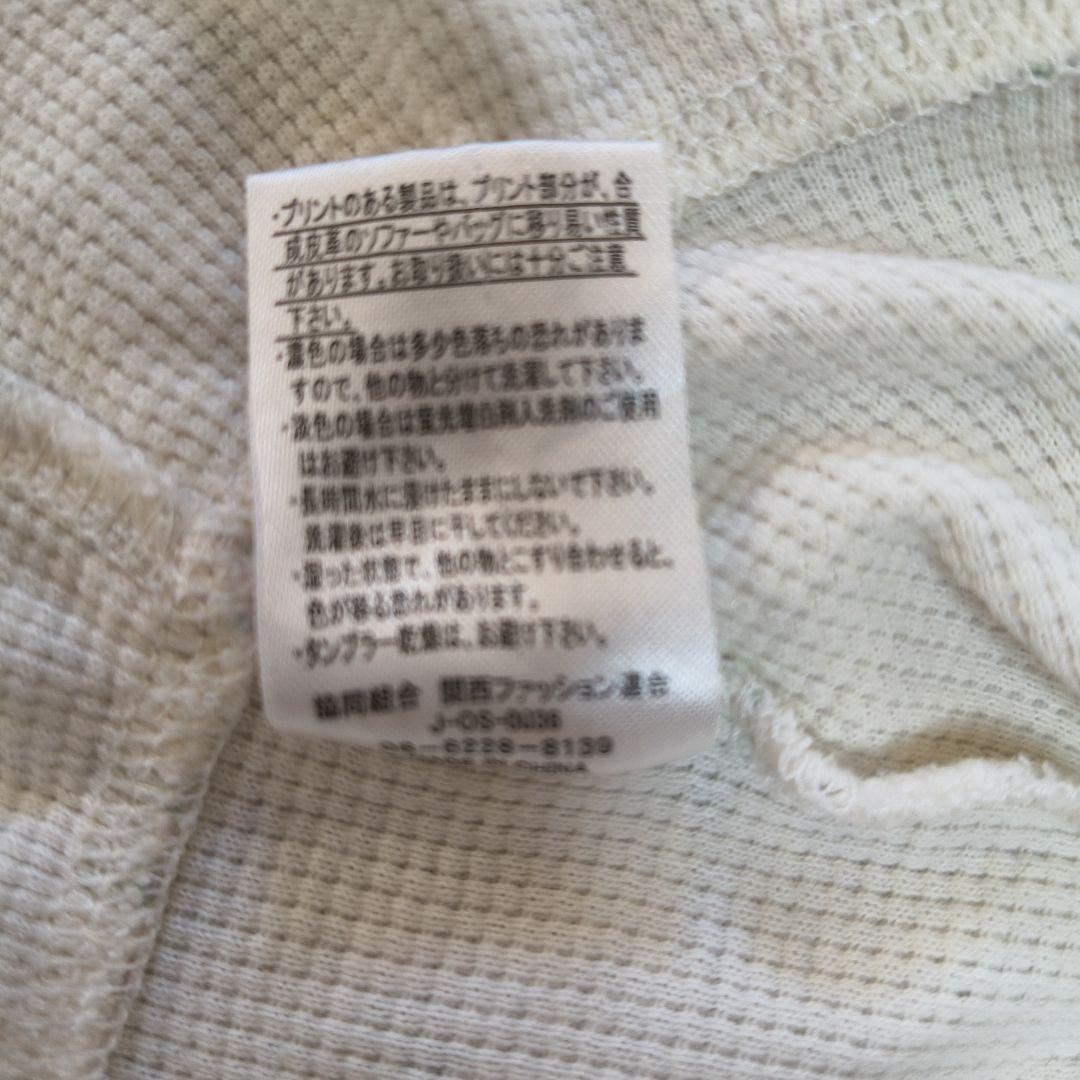 ・プリントのある製品は、プリント部分が、合
成皮革のソファーやバッグに移り易い性質
があります。お取り扱いには十分ご注意
下さい。
・濃色の場合は多少色落ちの恐れがありま
すので、他の物と分けて洗濯して下さい。
・淡色の場合は蛍光増白剤入洗剤のご使用
はお避け下さい。
・長時間水に浸けたままにしないで下さい。
洗濯後は早目に干してください。
・湿った状態で、他の物とこすり合わせると、
色が移る恐れがあります。
・タンブラー乾燥は、お避け下さい。
協同組合 関西ファッション連合
J-OS-0036
06-6228-8139
MADE IN CHINA